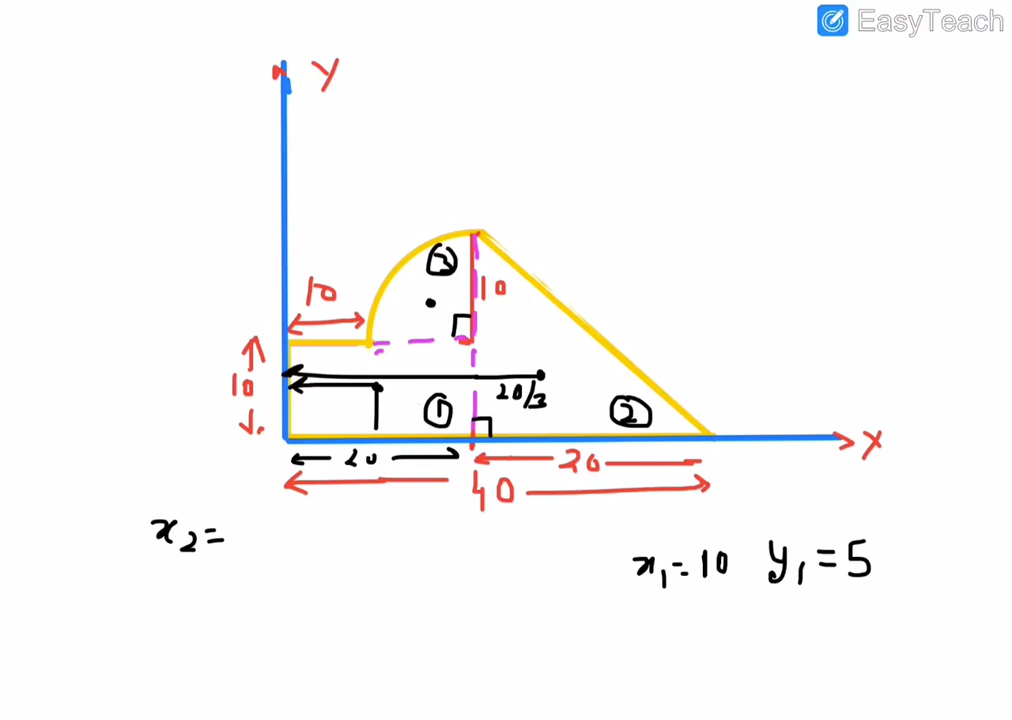 EasyTeach
Y
3
10
10
10
20/3
1
2
20
20
X
40
x₂ =
x₁ = 10 y₁ = 5